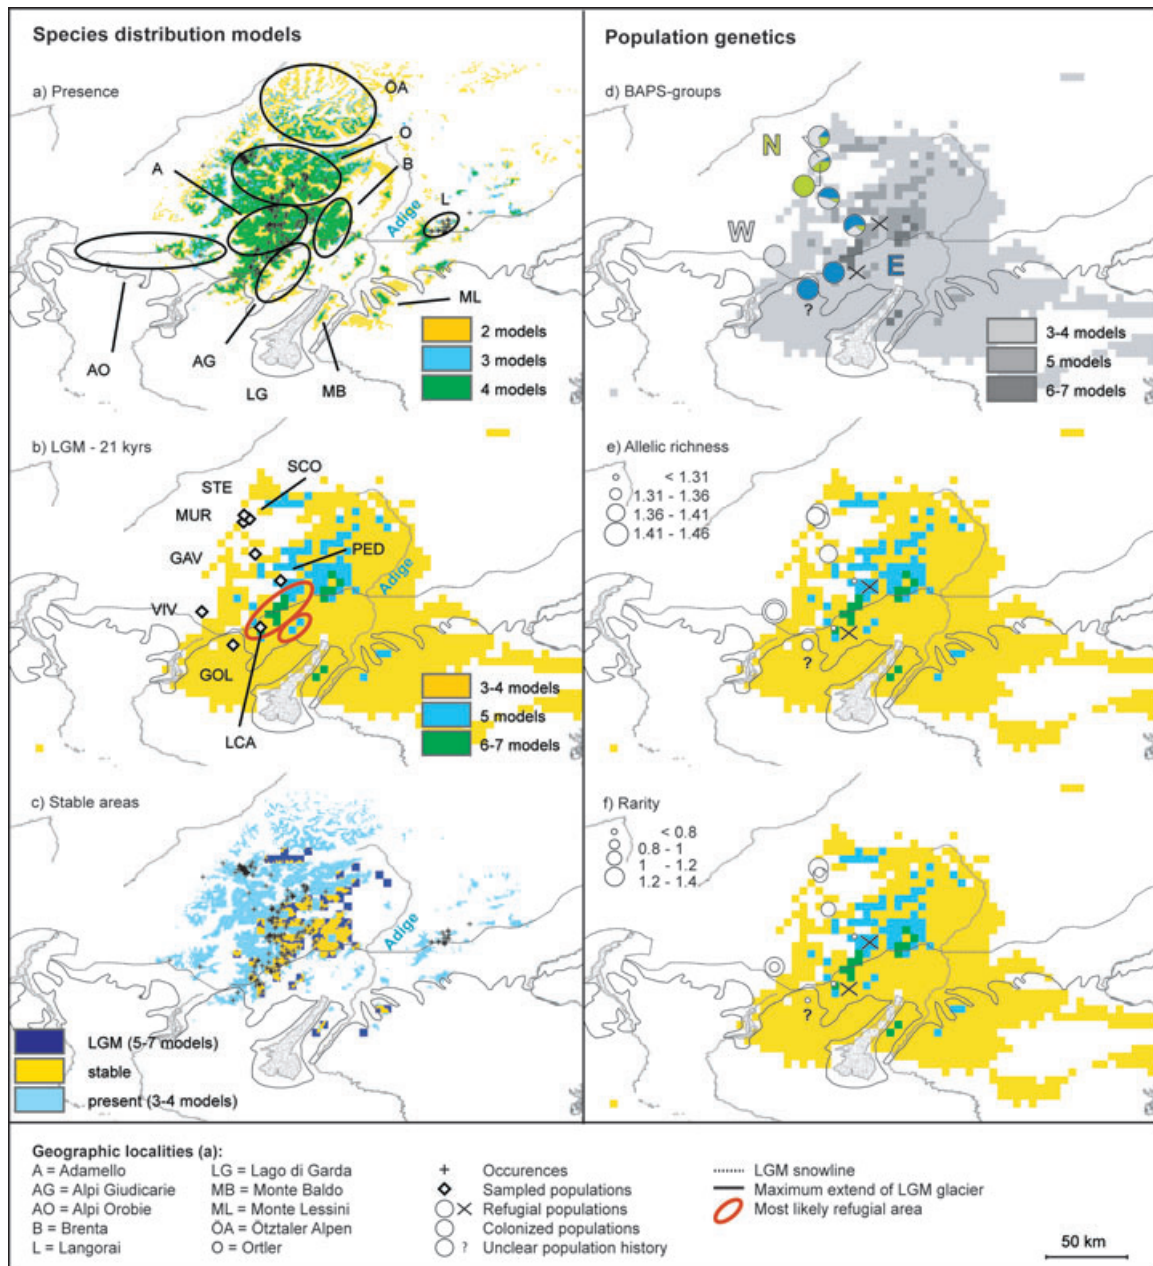 Species distribution models
Population genetics
a) Presence
ÖA
O
B
A
L
Adige
ML
AO
AG
LG
MB
2 models
3 models
4 models
d) BAPS-groups
N
W
E
?
3-4 models
5 models
6-7 models
b) LGM - 21 kyrs
SCO
STE
MUR
GAV
PED
Adige
VIV
GOL
LCA
3-4 models
5 models
6-7 models
e) Allelic richness
< 1.31
1.31 - 1.36
1.36 - 1.41
1.41 - 1.46
?
c) Stable areas
Adige
LGM (5-7 models)
stable
present (3-4 models)
f) Rarity
< 0.8
0.8 - 1
1 - 1.2
1.2 - 1.4
?
Geographic localities (a):
A = Adamello
AG = Alpi Giudicarie
AO = Alpi Orobie
B = Brenta
L = Langorai
LG = Lago di Garda
MB = Monte Baldo
ML = Monte Lessini
ÖA = Ötztaler Alpen
O = Ortler
Occurences
Sampled populations
Refugial populations
Colonized populations
? Unclear population history
LGM snowline
Maximum extend of LGM glacier
Most likely refugial area
50 km